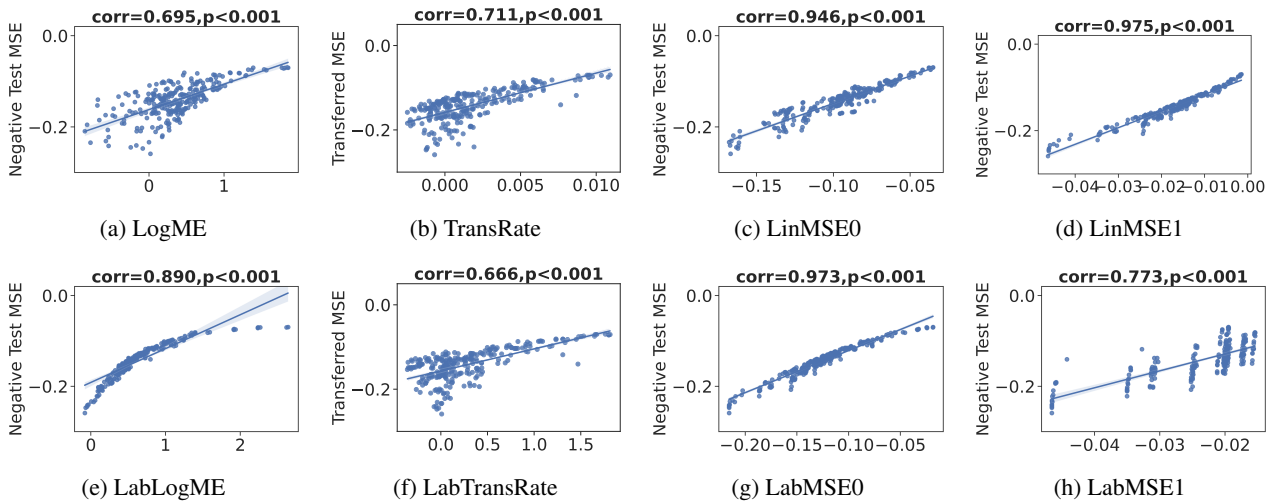 corr=0.695,p<0.001
Negative Test MSE
0.0
−0.2
0
1
(a) LogME
corr=0.711,p<0.001
Transferred MSE
0.0
−0.2
0.000
0.005
0.010
(b) TransRate
corr=0.946,p<0.001
Negative Test MSE
0.0
−0.2
−0.15
−0.10
−0.05
(c) LinMSE0
corr=0.975,p<0.001
Negative Test MSE
0.0
−0.2
−0.04
−0.03
−0.02
−0.01
0.00
(d) LinMSE1
corr=0.890,p<0.001
Negative Test MSE
0.0
−0.2
0
1
2
(e) LabLogME
corr=0.666,p<0.001
Transferred MSE
0.0
−0.2
0.0
0.5
1.0
1.5
(f) LabTransRate
corr=0.973,p<0.001
Negative Test MSE
0.0
−0.2
−0.20
−0.15
−0.10
−0.05
(g) LabMSE0
corr=0.773,p<0.001
Negative Test MSE
0.0
−0.2
−0.04
−0.03
−0.02
(h) LabMSE1